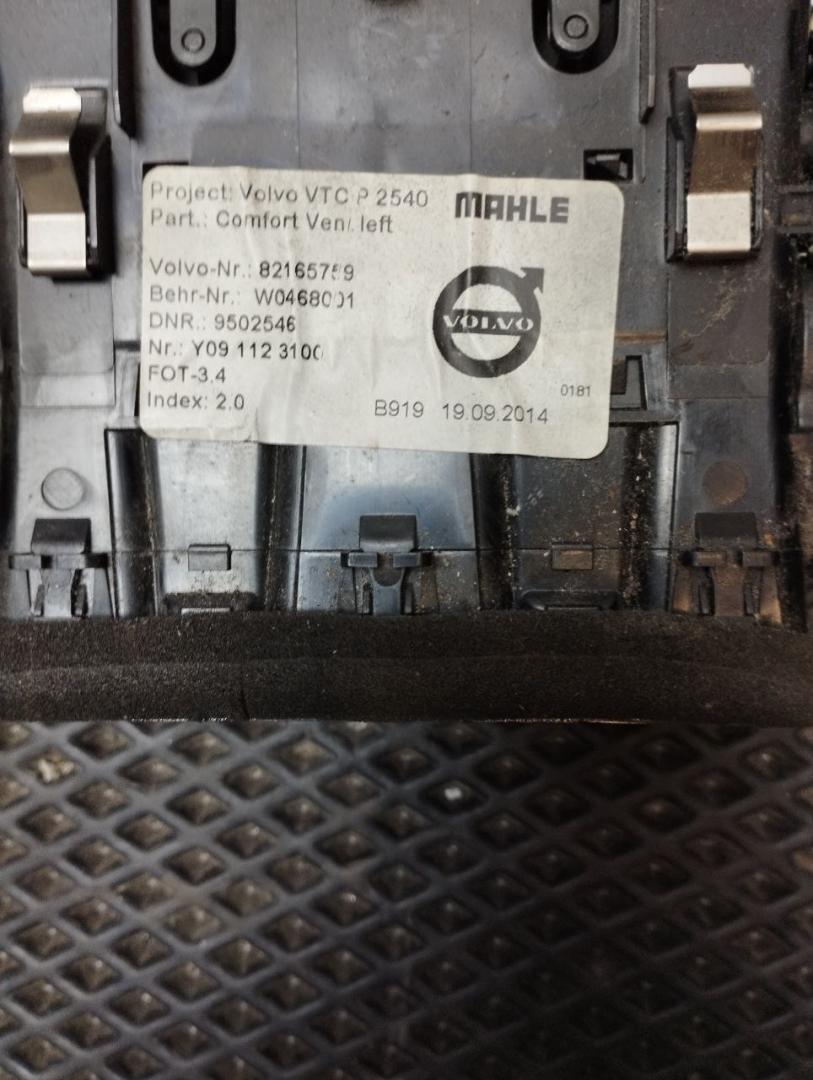 Project: Volvo VTC P 2540
MAHLE
Part.: Comfort Vent. left
Volvo-Nr.: 82165759
Behr-Nr.: W0468001
VOLVO
DNR.: 9502546
Nr.: Y09 112 3100
FOT-3.4
Index: 2.0
B919 19.09.2014
0181